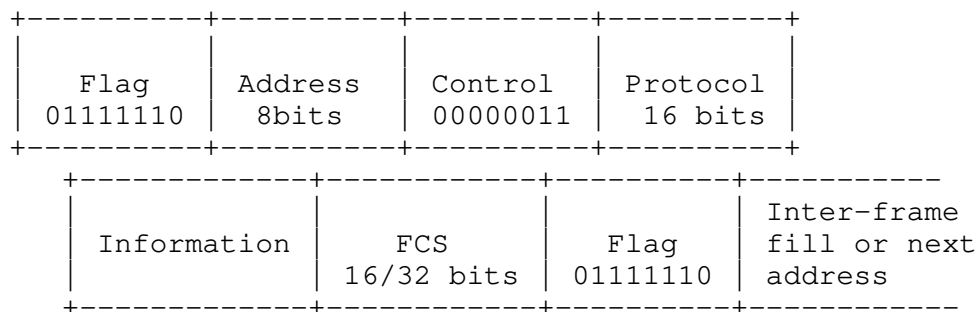 Flag Address Control Protocol
01111110 8bits 00000011 16 bits
Inter-frame
Information FCS Flag fill or next
16/32 bits 01111110 address